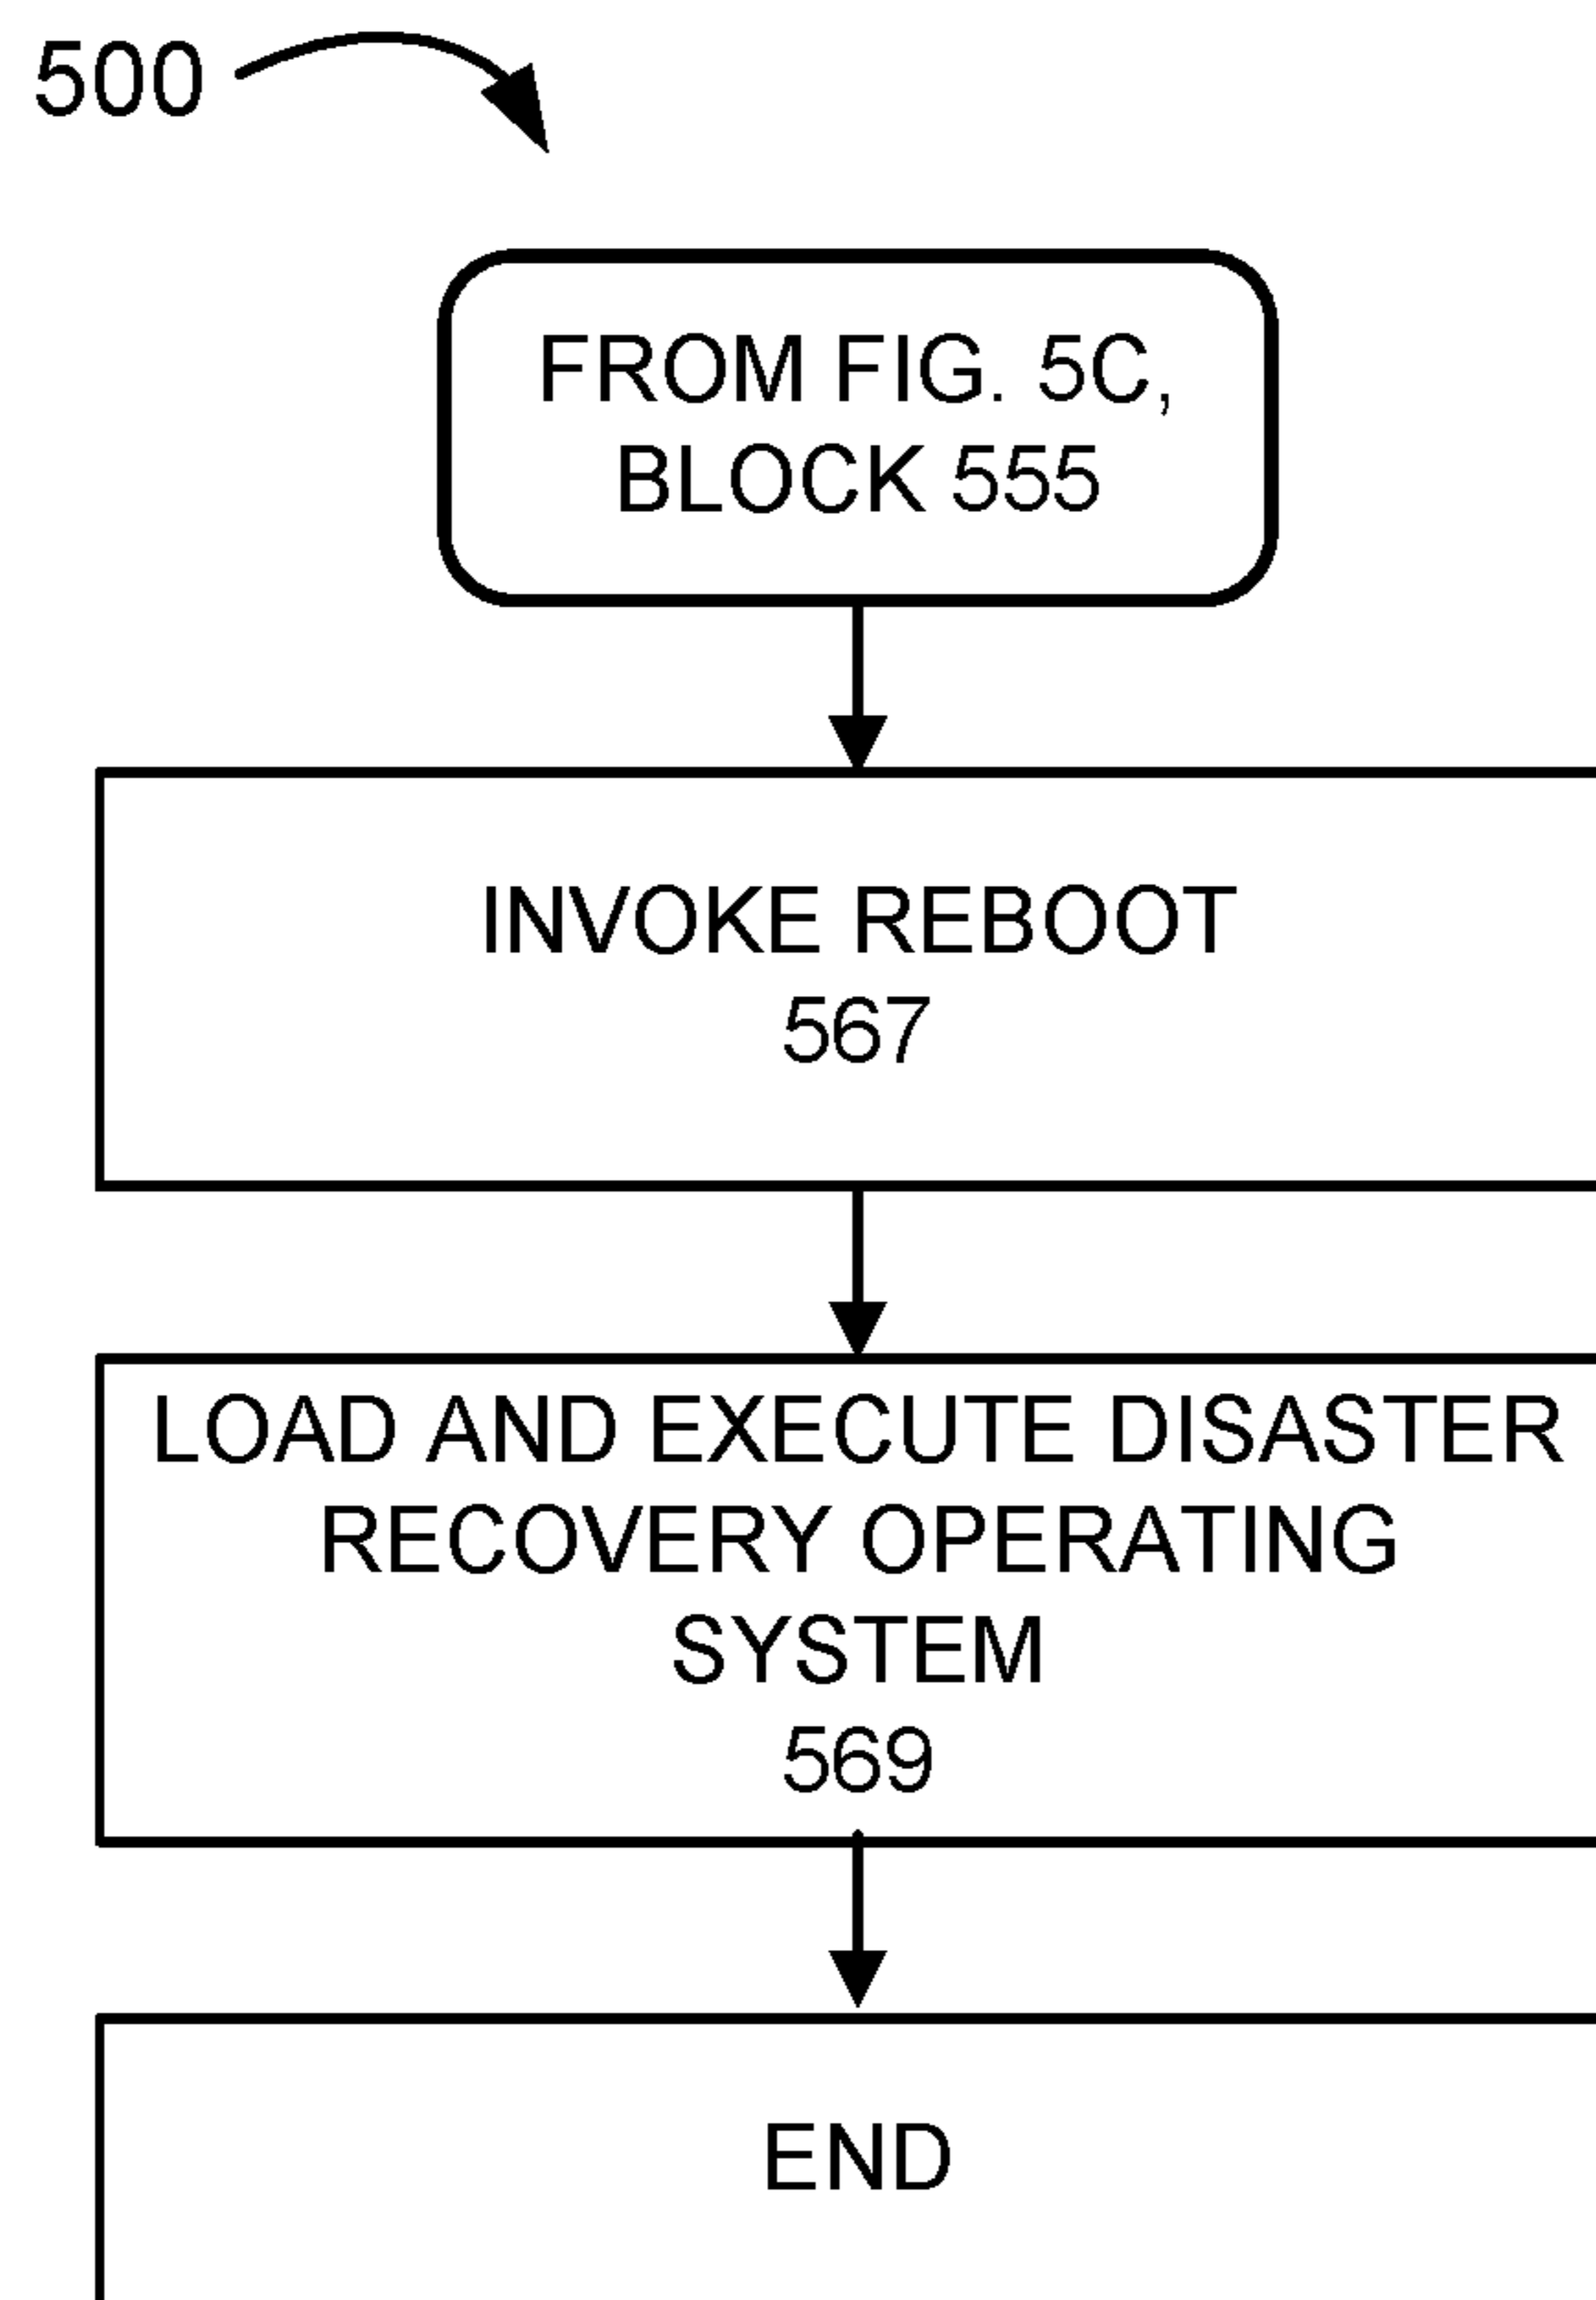 500
FROM FIG. 5C,
BLOCK 555
INVOKE REBOOT
567
LOAD AND EXECUTE DISASTER
RECOVERY OPERATING
SYSTEM
569
END